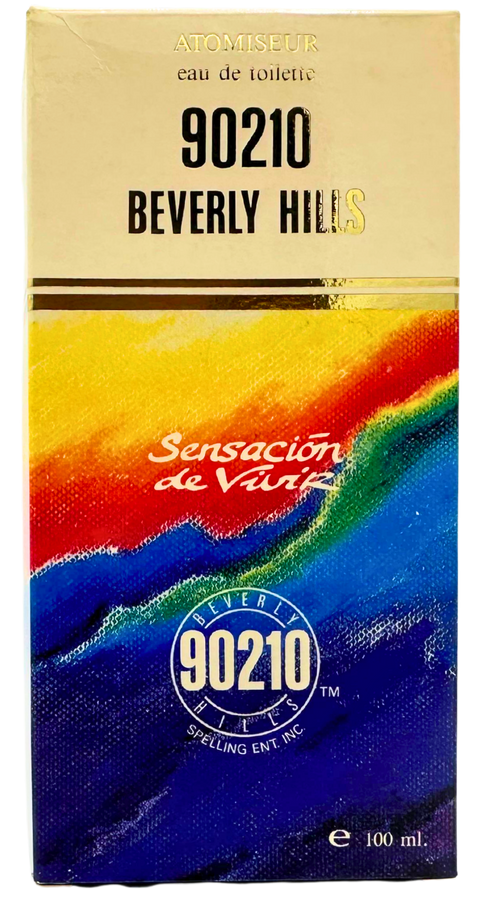 ATOMISEUR
eau de toilette
90210
BEVERLY HILLS
Sensación
de Vivir
BEVERLY
90210
TM
HILLS
SPELLING ENT. INC.
e 100 ml.